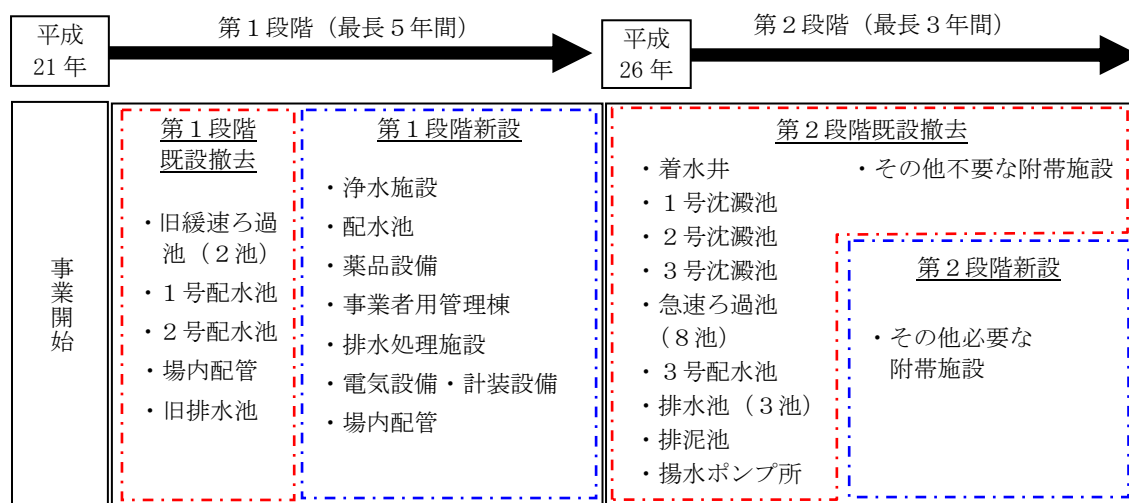 平成
21 年
第１段階（最長５年間）
平成
26 年
第２段階（最長３年間）
事業開始
第１段階
既設撤去
・旧緩速ろ過
池（２池）
・１号配水池
・２号配水池
・場内配管
・旧排水池
第１段階新設
・浄水施設
・配水池
・薬品設備
・事業者用管理棟
・排水処理施設
・電気設備・計装設備
・場内配管
第２段階既設撤去
・着水井
・１号沈澱池
・２号沈澱池
・３号沈澱池
・急速ろ過池
（８池）
・３号配水池
・排水池（３池）
・排泥池
・揚水ポンプ所
・その他不要な附帯施設
第２段階新設
・その他必要な
附帯施設